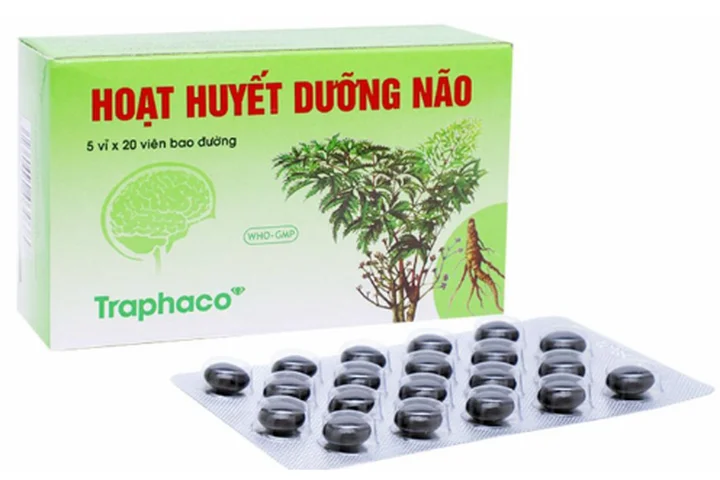 HOẠT HUYẾT DƯỠNG NÃO
5 vỉ x 20 viên bao đường
WHO-GMP
Traphaco